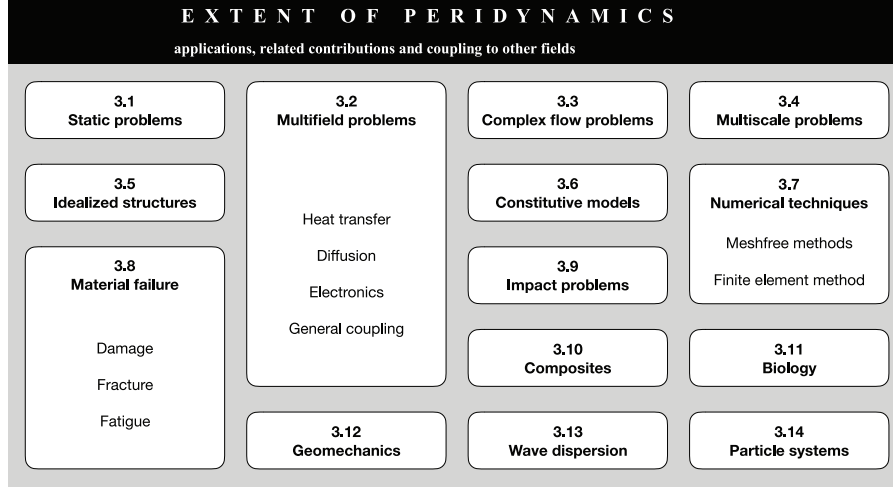 EXTENT OF PERIDYNAMICS
applications, related contributions and coupling to other fields
3.1
Static problems
3.2
Multifield problems
Heat transfer
Diffusion
Electronics
General coupling
3.3
Complex flow problems
3.4
Multiscale problems
3.5
Idealized structures
3.6
Constitutive models
3.7
Numerical techniques
Meshfree methods
Finite element method
3.8
Material failure
Damage
Fracture
Fatigue
3.9
Impact problems
3.10
Composites
3.11
Biology
3.12
Geomechanics
3.13
Wave dispersion
3.14
Particle systems